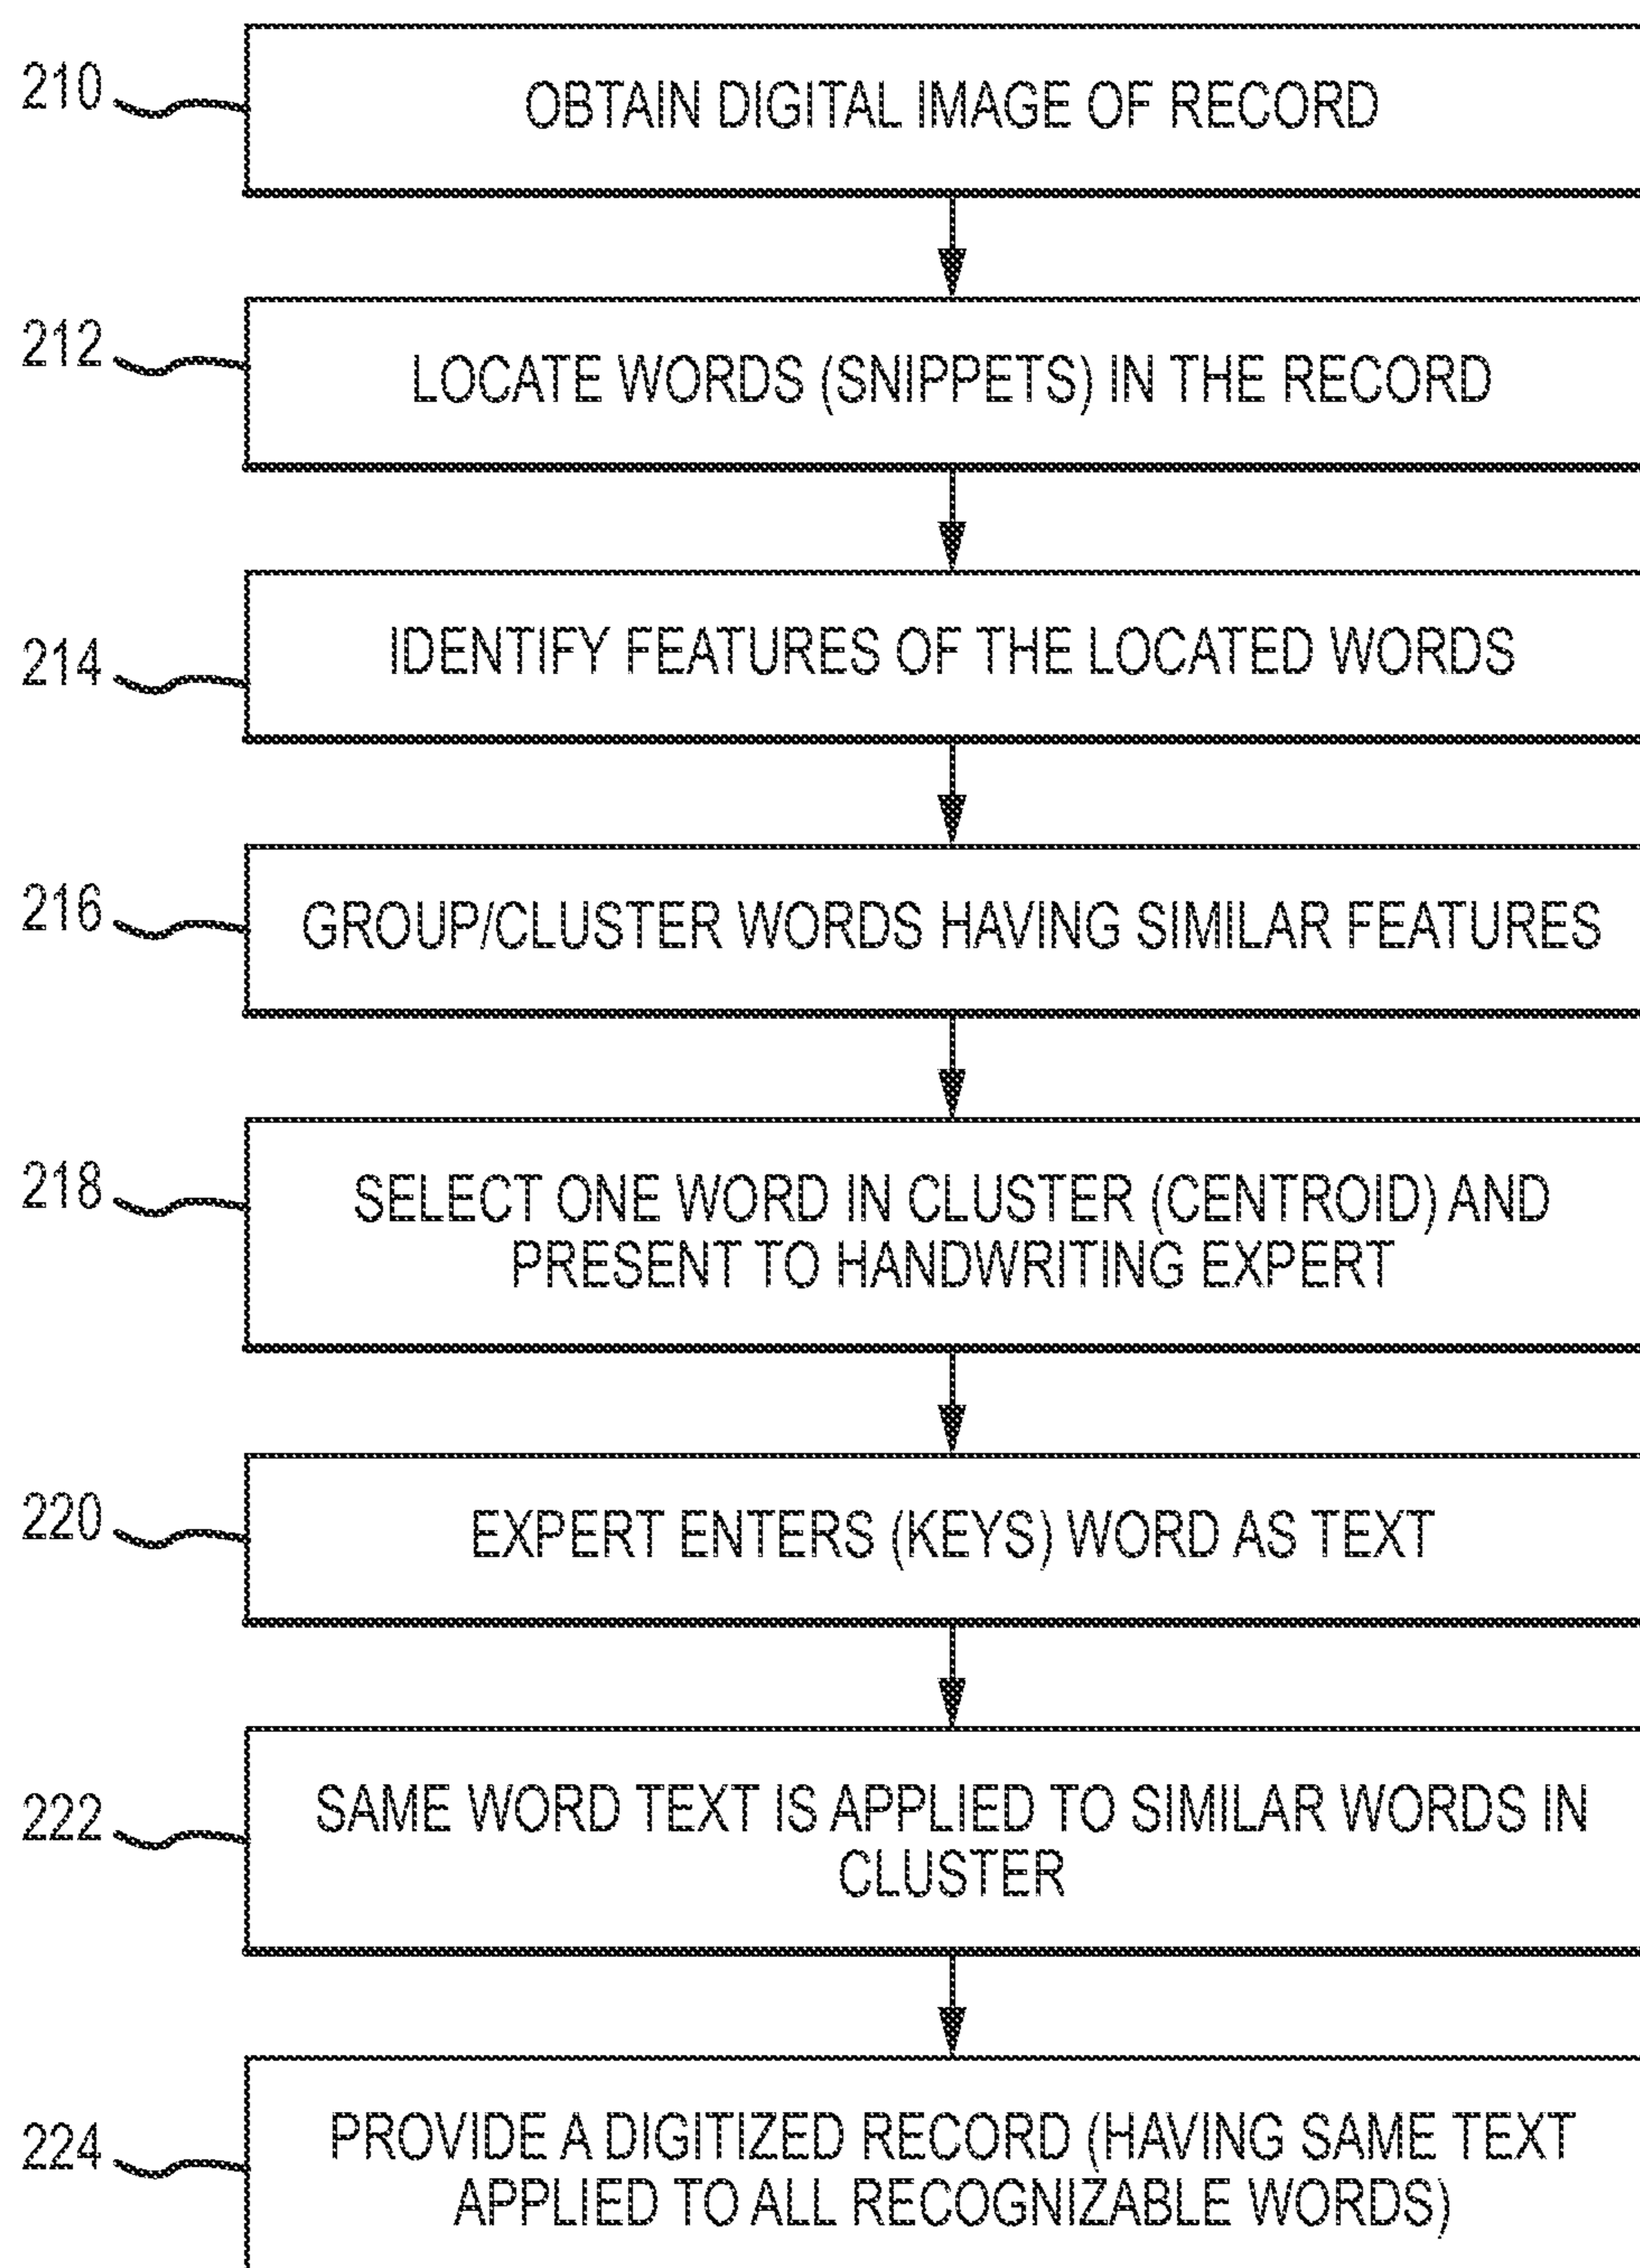 210
OBTAIN DIGITAL IMAGE OF RECORD
212
LOCATE WORDS (SNIPPETS) IN THE RECORD
214
IDENTIFY FEATURES OF THE LOCATED WORDS
216
GROUP/CLUSTER WORDS HAVING SIMILAR FEATURES
218
SELECT ONE WORD IN CLUSTER (CENTROID) AND
PRESENT TO HANDWRITING EXPERT
220
EXPERT ENTERS (KEYS) WORD AS TEXT
222
SAME WORD TEXT IS APPLIED TO SIMILAR WORDS IN
CLUSTER
224
PROVIDE A DIGITIZED RECORD (HAVING SAME TEXT
APPLIED TO ALL RECOGNIZABLE WORDS)